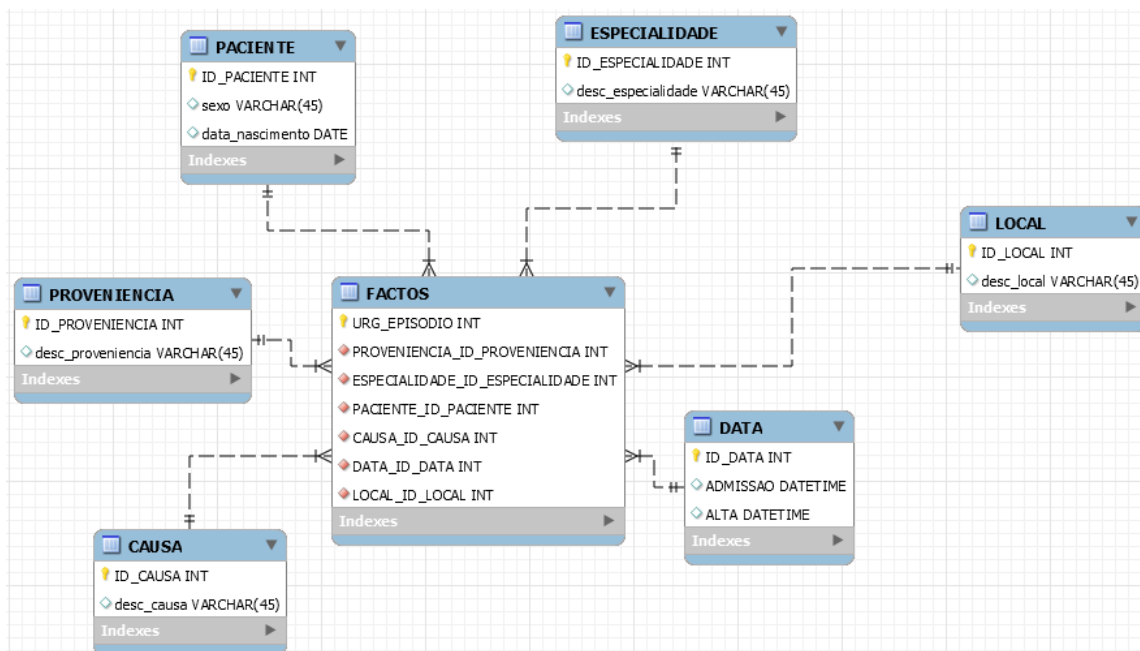 PACIENTE
ID_PACIENTE INT
sexo VARCHAR(45)
data_nascimento DATE
Indexes
ESPECIALIDADE
ID_ESPECIALIDADE INT
desc_especialidade VARCHAR(45)
Indexes
LOCAL
ID_LOCAL INT
desc_local VARCHAR(45)
Indexes
PROVENIENCIA
ID_PROVENIENCIA INT
desc_proveniencia VARCHAR(45)
Indexes
FACTOS
URG_EPISODIO INT
PROVENIENCIA_ID_PROVENIENCIA INT
ESPECIALIDADE_ID_ESPECIALIDADE INT
PACIENTE_ID_PACIENTE INT
CAUSA_ID_CAUSA INT
DATA_ID_DATA INT
LOCAL_ID_LOCAL INT
Indexes
DATA
ID_DATA INT
ADMISSAO DATETIME
ALTA DATETIME
Indexes
CAUSA
ID_CAUSA INT
desc_causa VARCHAR(45)
Indexes